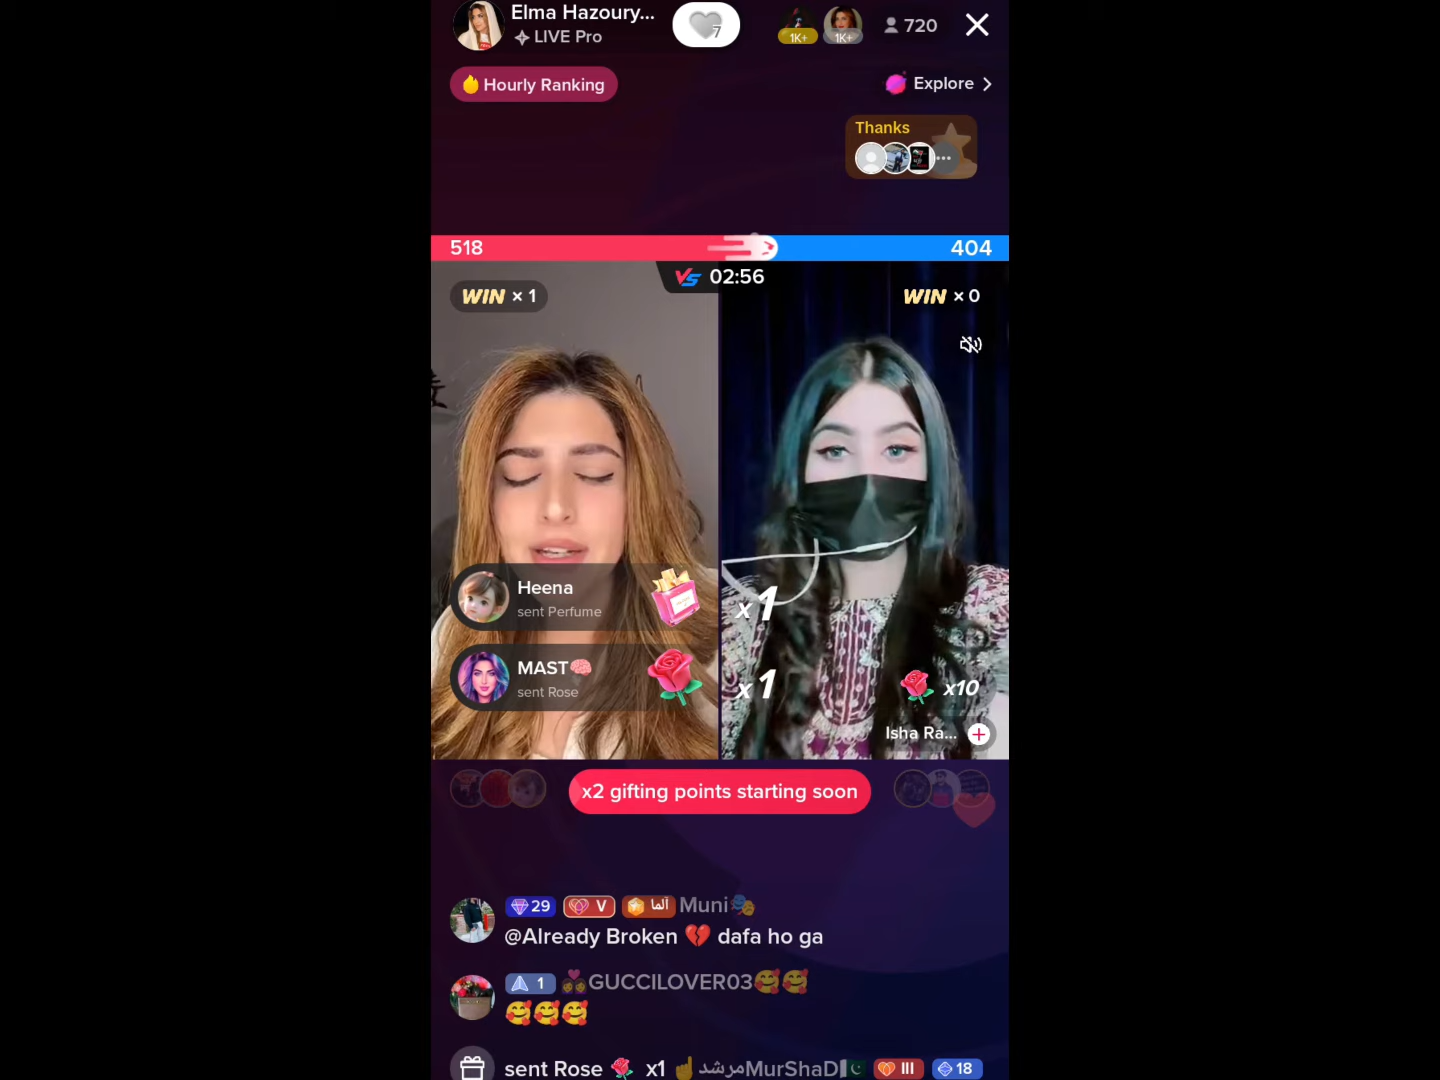 Elma Hazoury...
LIVE Pro
7
1K+
1K+
720
Hourly Ranking
Explore
Thanks
518
404
VS 02:56
WIN × 1
WIN × 0
Heena
sent Perfume
x1
MAST🧠
sent Rose
x1
x10
Isha Ra...
x2 gifting points starting soon
29 V آلما Muni🎭
@Already Broken 💔 dafa ho ga
1 👩‍❤️‍👩GUCCILOVER03🥰🥰
🥰🥰🥰
sent Rose 🌹 x1 ☝️مرشدMurShaD🇵🇰 III 18